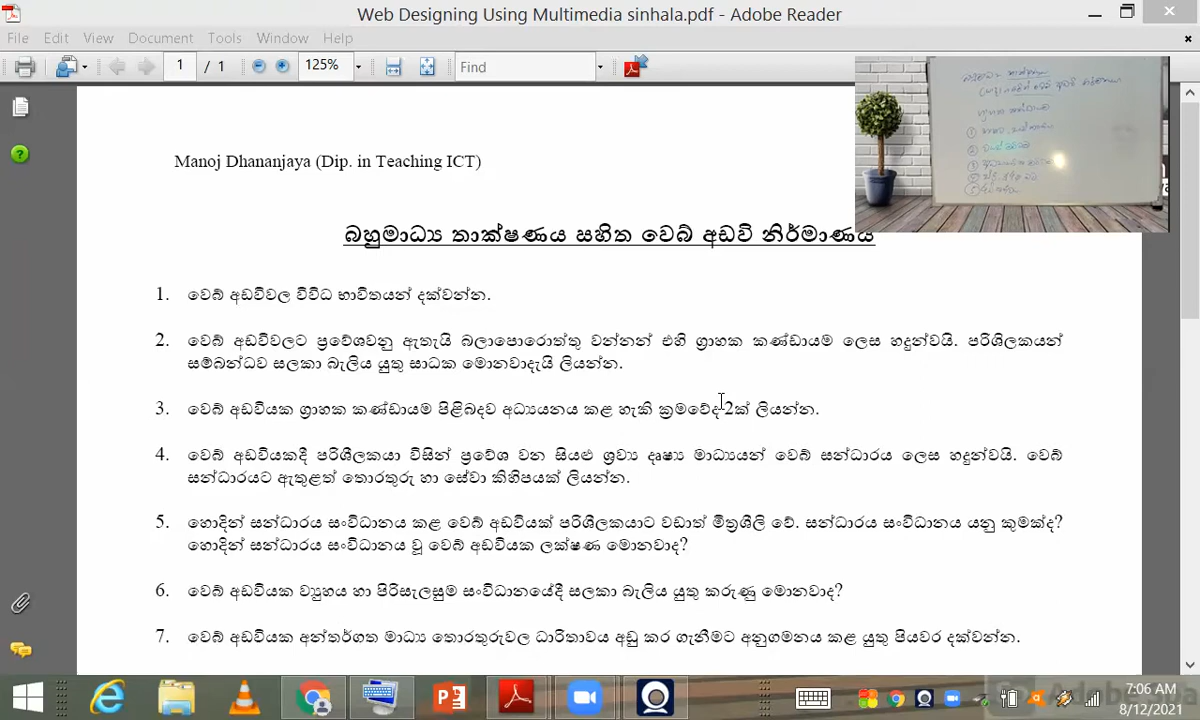 Web Designing Using Multimedia sinhala.pdf - Adobe Reader
File Edit View Document Tools Window Help
1 / 1 125% Find
Manoj Dhananjaya (Dip. in Teaching ICT)
බහුමාධ්‍ය තාක්ෂණය සහිත වෙබ් අඩවි නිර්මාණය
1. වෙබ් අඩවිවල විවිධ භාවිතයන් දක්වන්න.
2. වෙබ් අඩවිවලට ප්‍රවේශවනු ඇතැයි බලාපොරොත්තු වන්නන් එහි ග්‍රාහක කණ්ඩායම ලෙස හදුන්වයි. පරිශීලකයන්
සම්බන්ධව සලකා බැලිය යුතු සාධක මොනවාදැයි ලියන්න.
3. වෙබ් අඩවියක ග්‍රාහක කණ්ඩායම පිළිබදව අධ්‍යයනය කළ හැකි ක්‍රමවේද 2ක් ලියන්න.
4. වෙබ් අඩවියකදී පරිශීලකයා විසින් ප්‍රවේශ වන සියළු ශ්‍රව්‍ය දෘෂ්‍ය මාධ්‍යයන් වෙබ් සන්ධාරය ලෙස හදුන්වයි. වෙබ්
සන්ධාරයට ඇතුළත් තොරතුරු හා සේවා කිහිපයක් ලියන්න.
5. හොදින් සන්ධාරය සංවිධානය කළ වෙබ් අඩවියක් පරිශීලකයාට වඩාත් මිත්‍රශීලි වේ. සන්ධාරය සංවිධානය යනු කුමක්ද?
හොදින් සන්ධාරය සංවිධානය වූ වෙබ් අඩවියක ලක්ෂණ මොනවාද?
6. වෙබ් අඩවියක ව්‍යුහය හා පිරිසැලසුම සංවිධානයේදී සලකා බැලිය යුතු කරුණු මොනවාද?
7. වෙබ් අඩවියක අන්තර්ගත මාධ්‍ය තොරතුරුවල ධාරිතාවය අඩු කර ගැනීමට අනුගමනය කළ යුතු පියවර දක්වන්න.
7:06 AM
8/12/2021